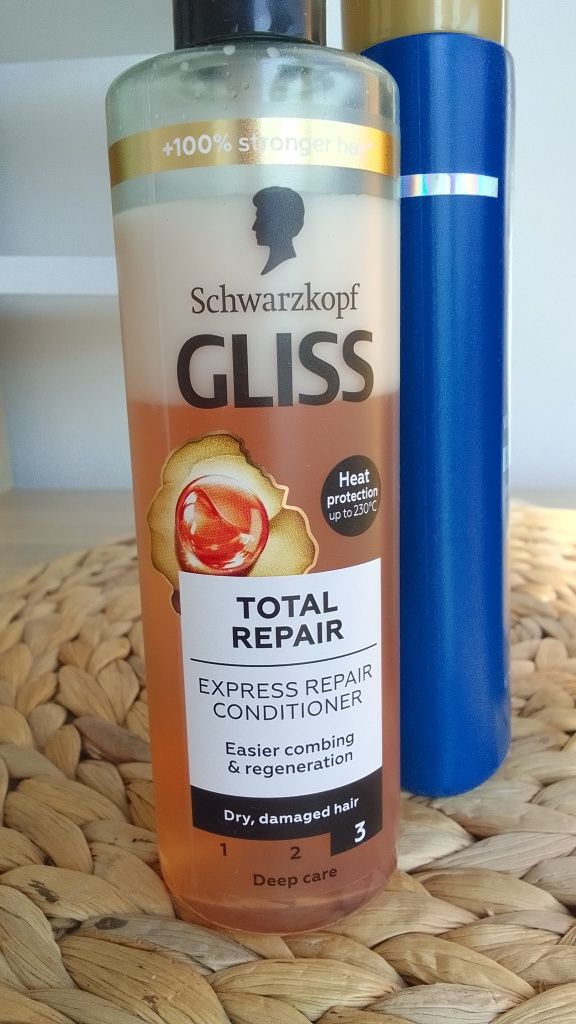 +100% stronger hair*
Schwarzkopf
GLISS
Heat
protection
up to 230°C
TOTAL
REPAIR
EXPRESS REPAIR
CONDITIONER
Easier combing
& regeneration
Dry, damaged hair
1 2 3
Deep care